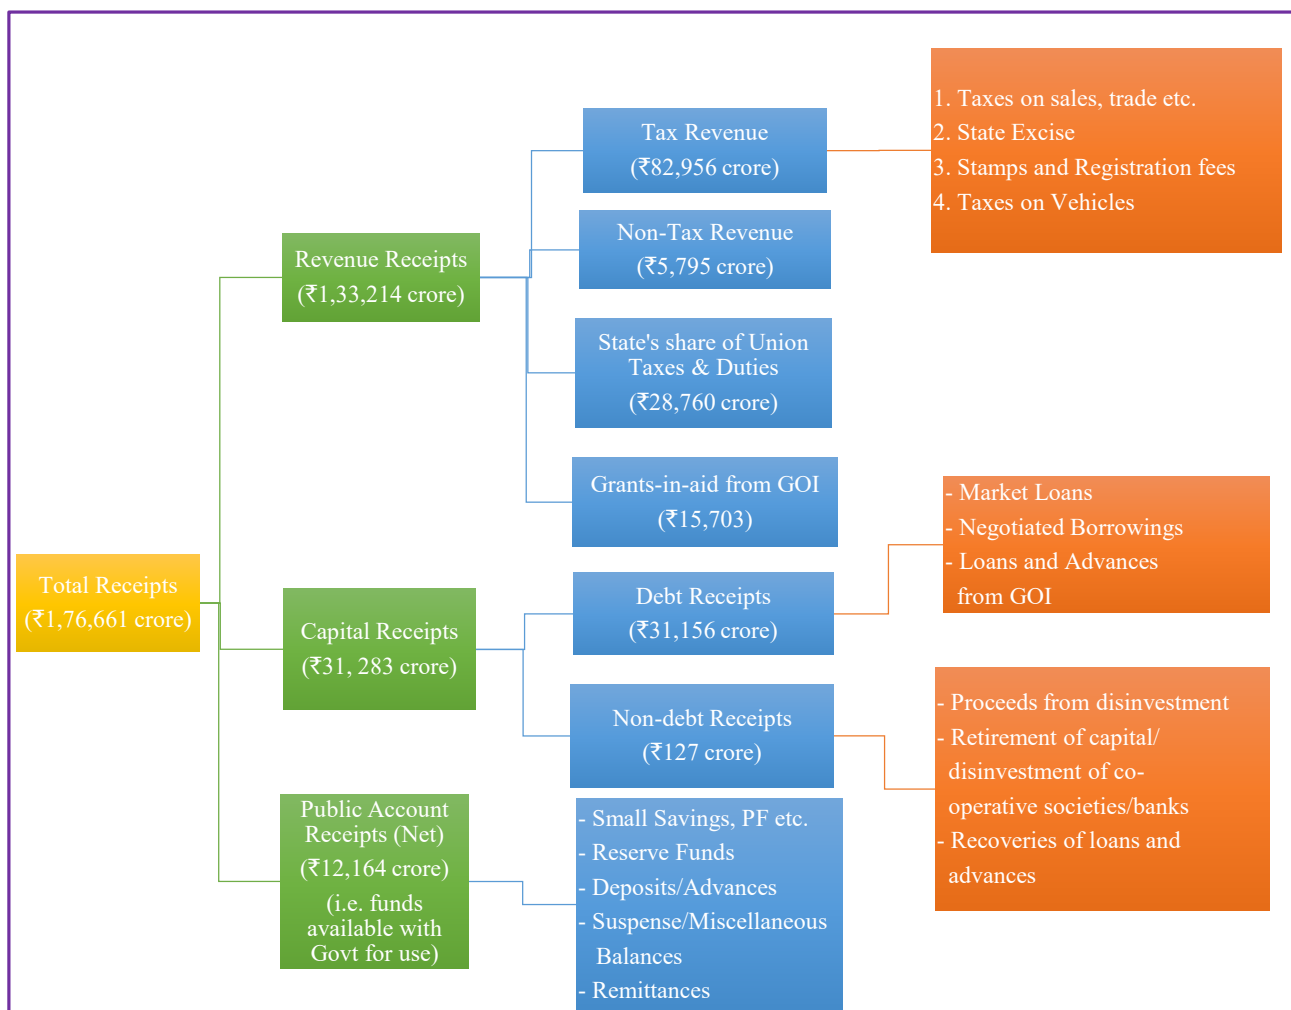 Total Receipts
(₹1,76,661 crore)
Revenue Receipts
(₹1,33,214 crore)
Tax Revenue
(₹82,956 crore)
1. Taxes on sales, trade etc.
2. State Excise
3. Stamps and Registration fees
4. Taxes on Vehicles
Non-Tax Revenue
(₹5,795 crore)
State's share of Union
Taxes & Duties
(₹28,760 crore)
Grants-in-aid from GOI
(₹15,703)
Capital Receipts
(₹31, 283 crore)
Debt Receipts
(₹31,156 crore)
- Market Loans
- Negotiated Borrowings
- Loans and Advances
from GOI
Non-debt Receipts
(₹127 crore)
- Proceeds from disinvestment
- Retirement of capital/
disinvestment of co-
operative societies/banks
- Recoveries of loans and
advances
Public Account
Receipts (Net)
(₹12,164 crore)
(i.e. funds
available with
Govt for use)
- Small Savings, PF etc.
- Reserve Funds
- Deposits/Advances
- Suspense/Miscellaneous
Balances
- Remittances